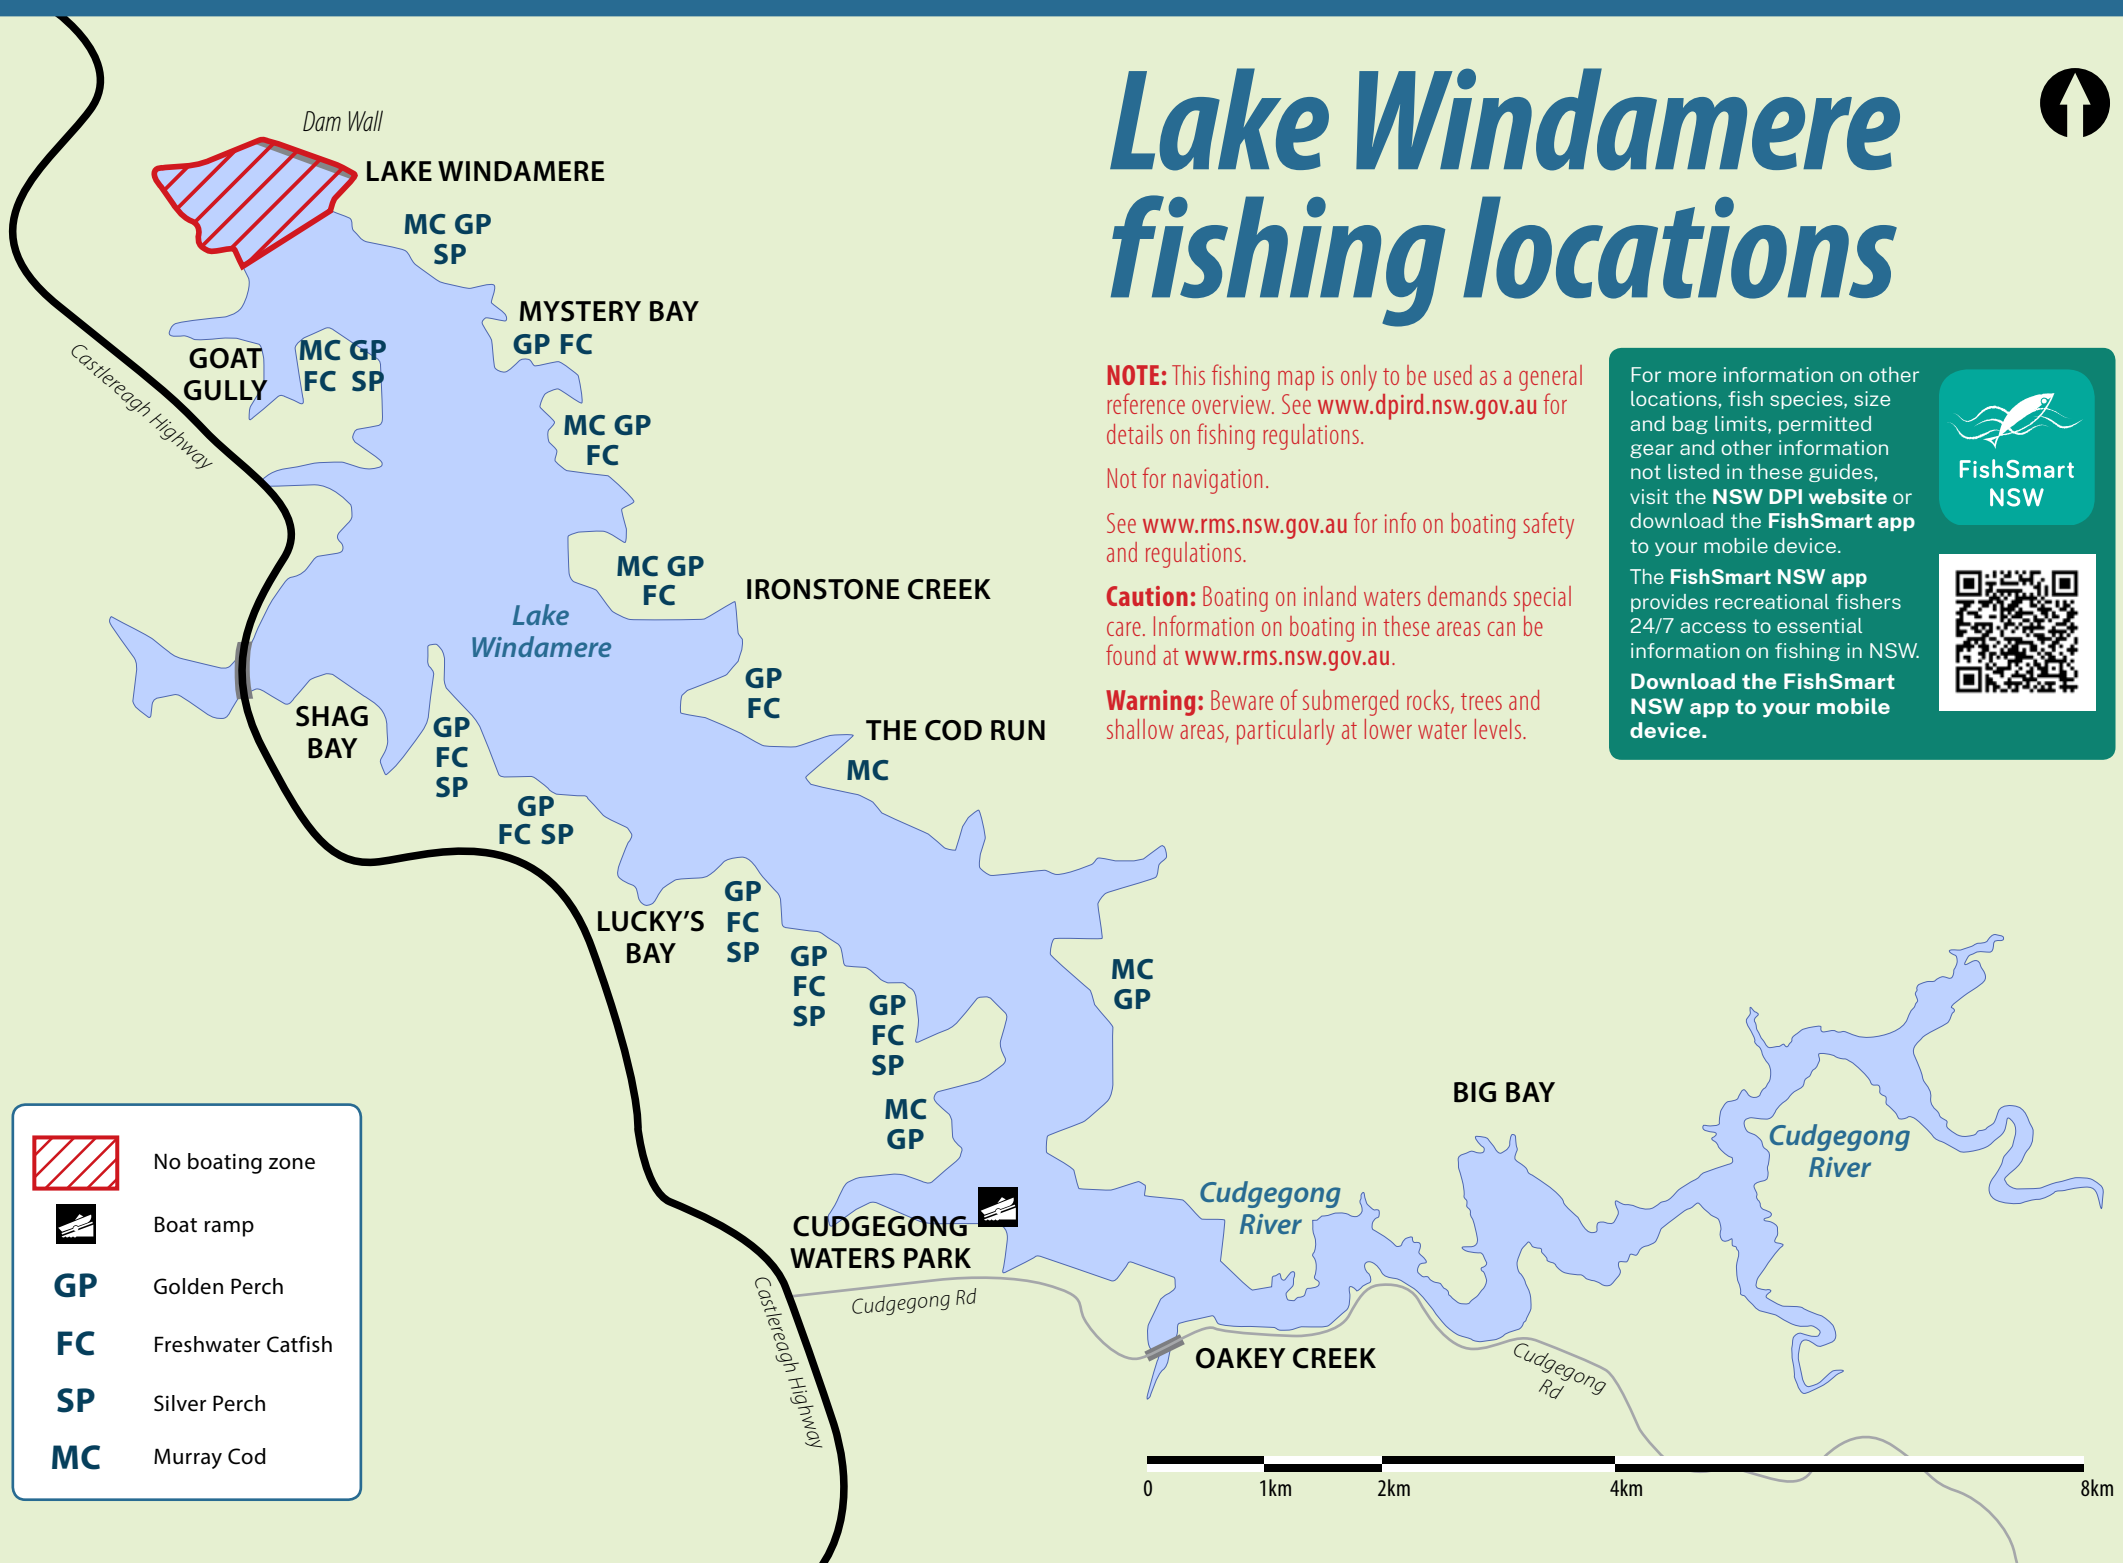 Lake Windamere
fishing locations
Dam Wall
LAKE WINDAMERE
MC GP
SP
MYSTERY BAY
GP FC
GOAT
GULLY
MC GP
FC SP
Castlereagh Highway
MC GP
FC
MC GP
FC
IRONSTONE CREEK
Lake
Windamere
GP
FC
SHAG
BAY
GP
FC
SP
THE COD RUN
MC
GP
FC SP
LUCKY'S
BAY
GP
FC
SP
GP
FC
SP
GP
FC
SP
MC
GP
MC
GP
BIG BAY
Cudgegong
River
Cudgegong
River
CUDGEGONG
WATERS PARK
Cudgegong Rd
Castlereagh Highway
OAKEY CREEK
Cudgegong
Rd
NOTE: This fishing map is only to be used as a general
reference overview. See www.dpird.nsw.gov.au for
details on fishing regulations.
Not for navigation.
See www.rms.nsw.gov.au for info on boating safety
and regulations.
Caution: Boating on inland waters demands special
care. Information on boating in these areas can be
found at www.rms.nsw.gov.au.
Warning: Beware of submerged rocks, trees and
shallow areas, particularly at lower water levels.
For more information on other
locations, fish species, size
and bag limits, permitted
gear and other information
not listed in these guides,
visit the NSW DPI website or
download the FishSmart app
to your mobile device.
The FishSmart NSW app
provides recreational fishers
24/7 access to essential
information on fishing in NSW.
Download the FishSmart
NSW app to your mobile
device.
FishSmart
NSW
No boating zone
Boat ramp
GP Golden Perch
FC Freshwater Catfish
SP Silver Perch
MC Murray Cod
0 1km 2km 4km 8km